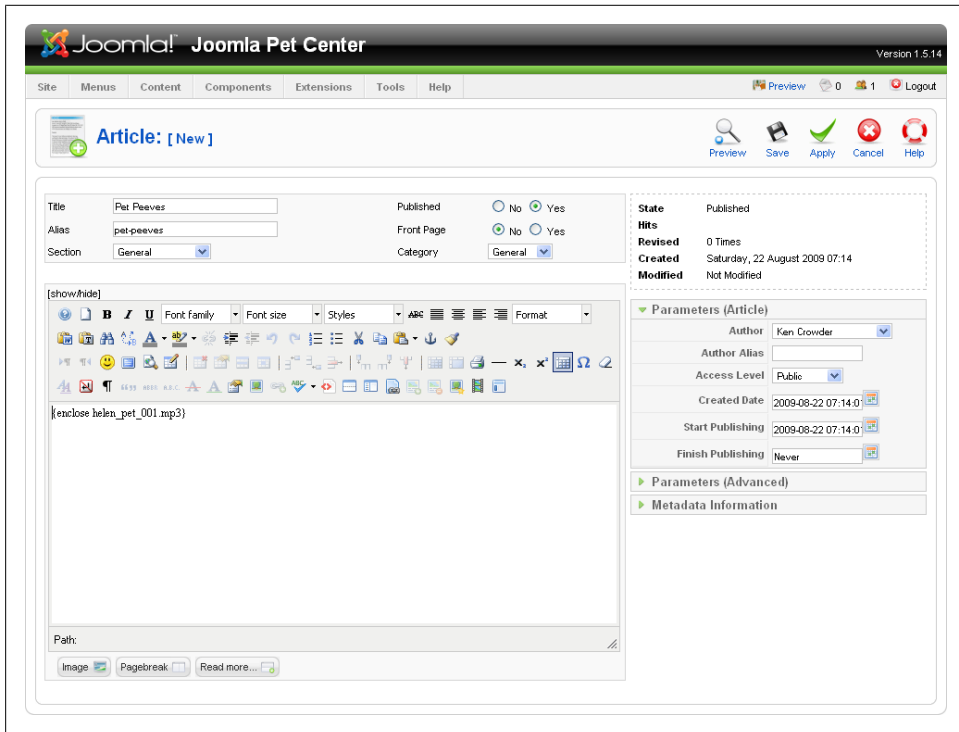 Joomla! Joomla Pet Center
Version 1.5.14
Site Menus Content Components Extensions Tools Help Preview 0 1 Logout
Article: [ New ]
Preview Save Apply Cancel Help
Title Pet Peeves Published No Yes
Alias pet-peeves Front Page No Yes
Section General Category General
State Published
Hits
Revised 0 Times
Created Saturday, 22 August 2009 07:14
Modified Not Modified
[show/hide]
B I U Font family Font size Styles ABC Format
{enclose helen_pet_001.mp3}
Path:
Image Pagebreak Read more...
Parameters (Article)
Author Ken Crowder
Author Alias
Access Level Public
Created Date 2009-08-22 07:14:0
Start Publishing 2009-08-22 07:14:0
Finish Publishing Never
Parameters (Advanced)
Metadata Information